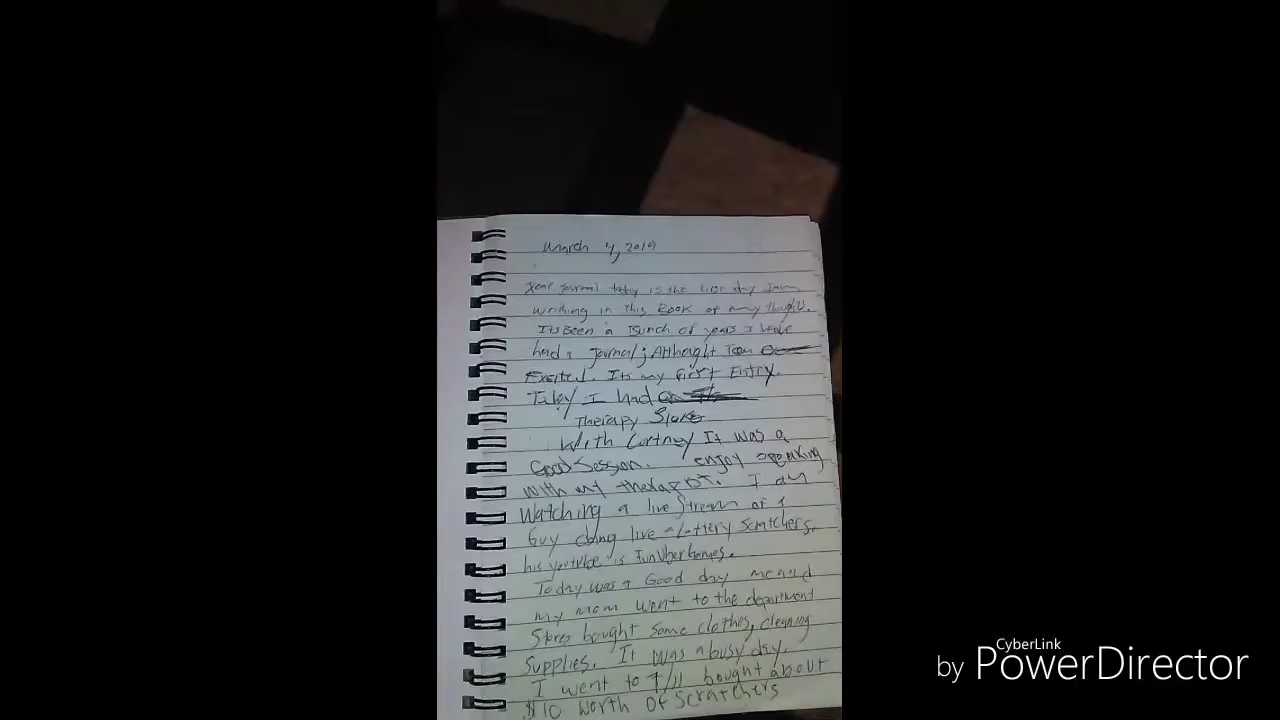 March 4, 2019
Dear Journal today is the first day I am
writhing in this Book of my thoughts.
It's Been a Bunch of years I have
had a Journal; Althought I am
Excited. Its my first Entry.
Today I had
Therapy
With Cortney It was a
Good Session. enjoy speaking
with my therapist. I am
Watching a live Stream of a
Guy doing live Lottery Scratchers.
his youtube is
Today was a Good day me and
my mom went to the department
Stores bought some clothes, cleaning
supplies. It was a busy day.
I went to 7/11 bought about
$10 worth of scratchers
CyberLink
by PowerDirector